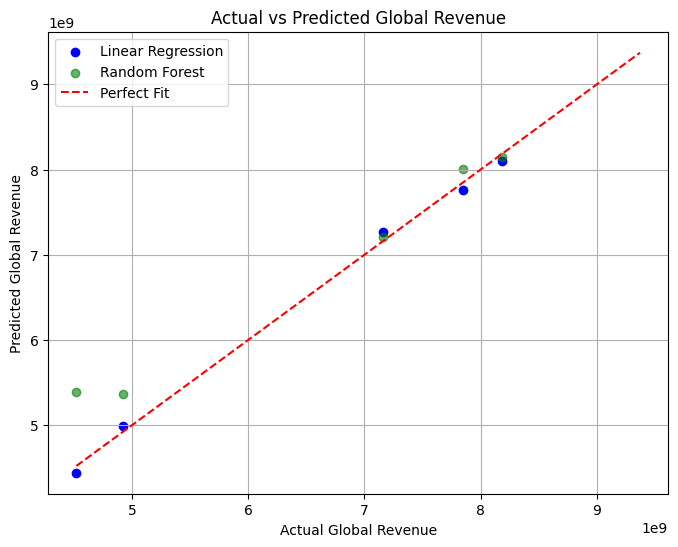 Actual vs Predicted Global Revenue
1e9
Linear Regression
Random Forest
Perfect Fit
9
8
7
6
5
Predicted Global Revenue
5 6 7 8 9
1e9
Actual Global Revenue